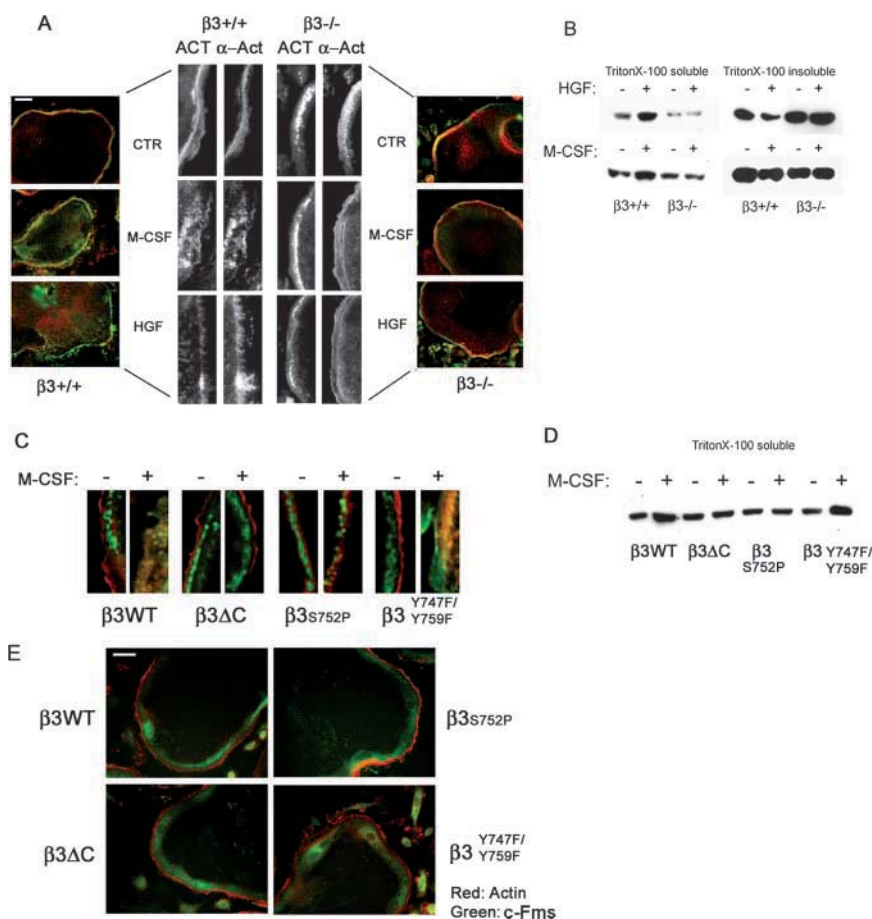 A
β3+/+ β3-/-
ACT α–Act ACT α–Act
CTR CTR
M-CSF M-CSF
HGF HGF
β3+/+ β3-/-
B
TritonX-100 soluble TritonX-100 insoluble
HGF: - + - + - + - +
M-CSF: - + - + - + - +
β3+/+ β3-/- β3+/+ β3-/-
C
M-CSF: - + - + - + - +
β3WT β3ΔC β3S752P β3 Y747F/
Y759F
D
TritonX-100 soluble
M-CSF: - + - + - + - +
β3WT β3ΔC β3 S752P β3 Y747F/
Y759F
E
β3WT β3S752P
β3ΔC β3 Y747F/
Y759F
Red: Actin
Green: c-Fms